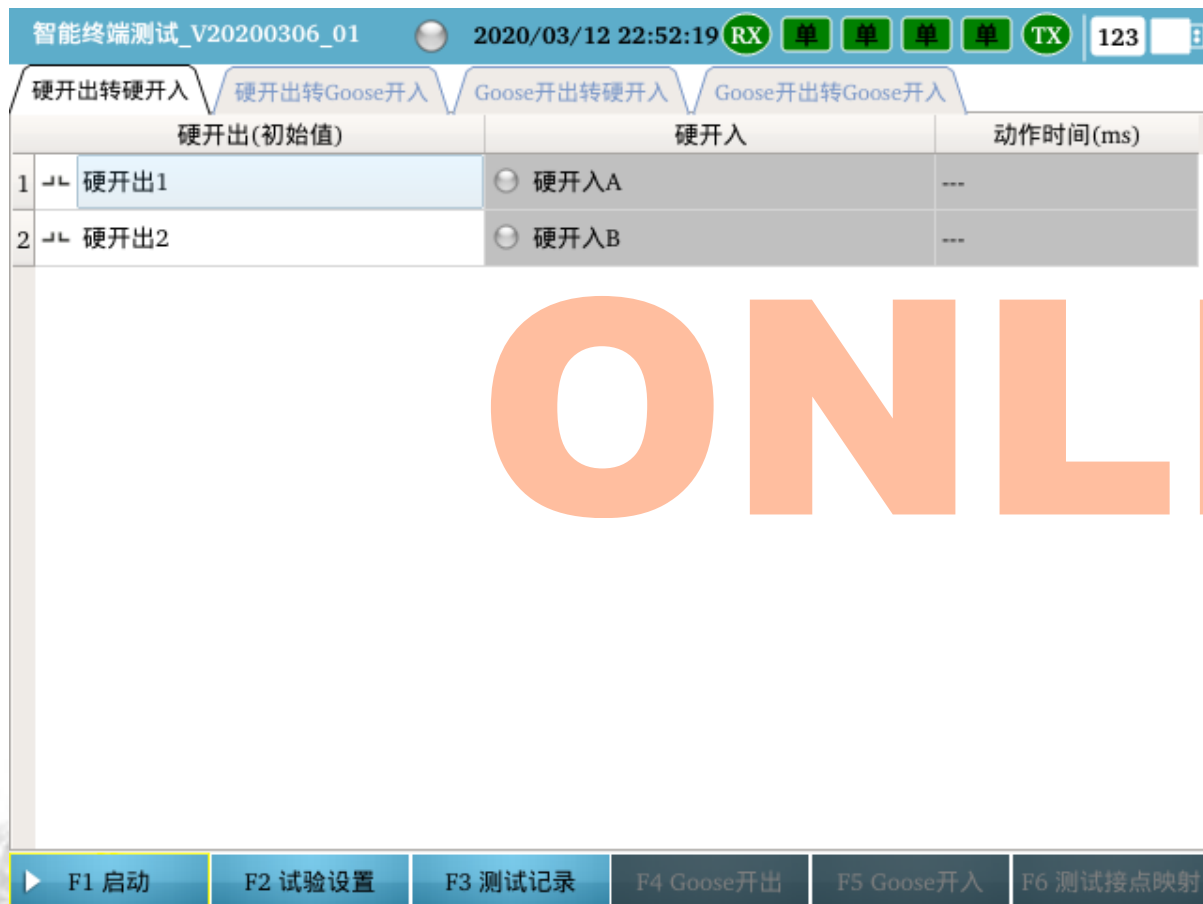 智能终端测试_V20200306_01 2020/03/12 22:52:19 RX 单 单 单 单 TX 123
硬开出转硬开入 硬开出转Goose开入 Goose开出转硬开入 Goose开出转Goose开入
硬开出(初始值) 硬开入 动作时间(ms)
1 硬开出1 硬开入A ---
2 硬开出2 硬开入B ---
ONL
F1 启动 F2 试验设置 F3 测试记录 F4 Goose开出 F5 Goose开入 F6 测试接点映射